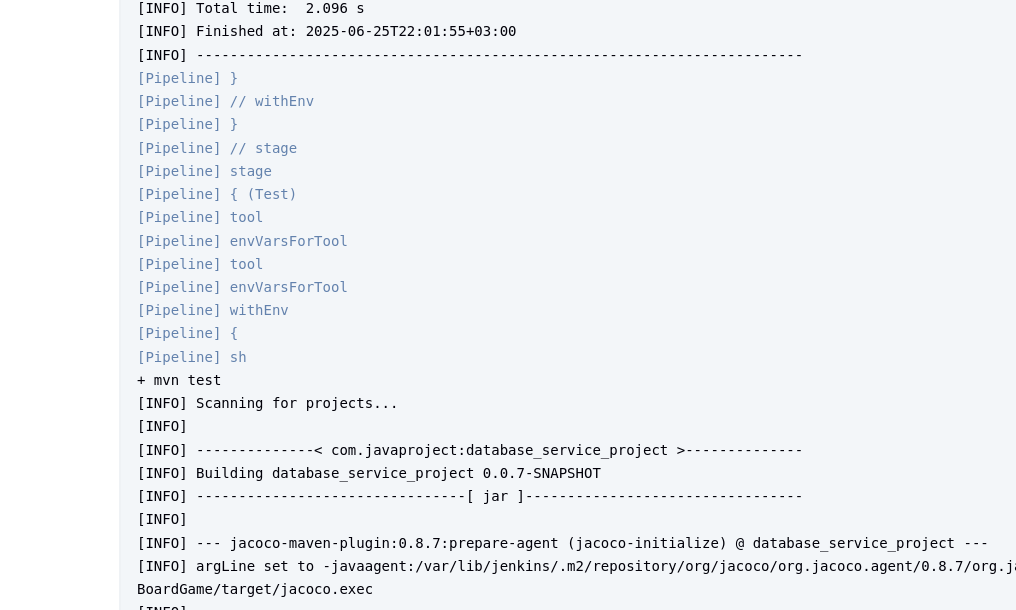 [INFO] Total time:  2.096 s
[INFO] Finished at: 2025-06-25T22:01:55+03:00
[INFO] ------------------------------------------------------------------------
[Pipeline] }
[Pipeline] // withEnv
[Pipeline] }
[Pipeline] // stage
[Pipeline] stage
[Pipeline] { (Test)
[Pipeline] tool
[Pipeline] envVarsForTool
[Pipeline] tool
[Pipeline] envVarsForTool
[Pipeline] withEnv
[Pipeline] {
[Pipeline] sh
+ mvn test
[INFO] Scanning for projects...
[INFO]
[INFO] --------------< com.javaproject:database_service_project >--------------
[INFO] Building database_service_project 0.0.7-SNAPSHOT
[INFO] --------------------------------[ jar ]---------------------------------
[INFO]
[INFO] --- jacoco-maven-plugin:0.8.7:prepare-agent (jacoco-initialize) @ database_service_project ---
[INFO] argLine set to -javaagent:/var/lib/jenkins/.m2/repository/org/jacoco/org.jacoco.agent/0.8.7/org.ja
BoardGame/target/jacoco.exec
[INFO]